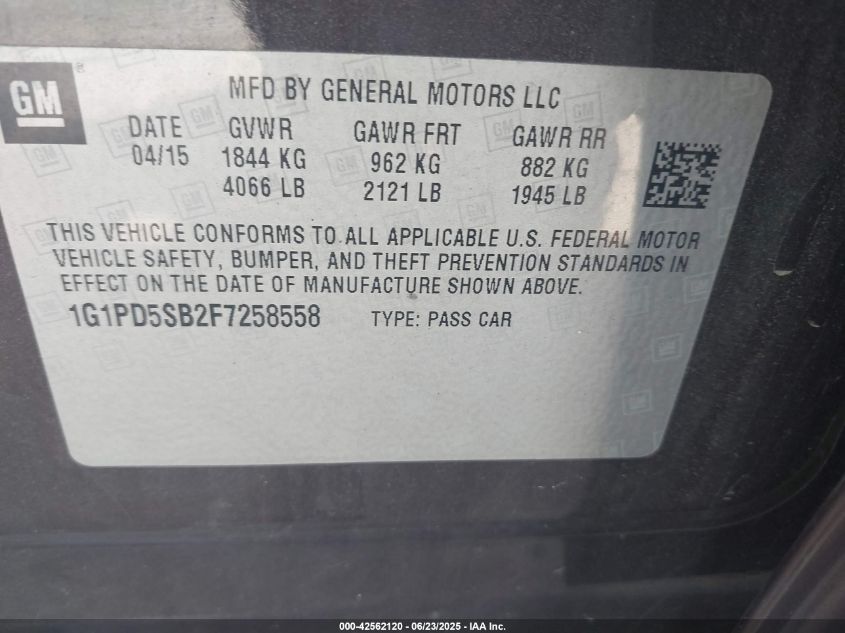 GM
MFD BY GENERAL MOTORS LLC
DATE GVWR GAWR FRT GAWR RR
04/15 1844 KG 962 KG 882 KG
4066 LB 2121 LB 1945 LB
THIS VEHICLE CONFORMS TO ALL APPLICABLE U.S. FEDERAL MOTOR
VEHICLE SAFETY, BUMPER, AND THEFT PREVENTION STANDARDS IN
EFFECT ON THE DATE OF MANUFACTURE SHOWN ABOVE.
1G1PD5SB2F7258558 TYPE: PASS CAR
000-42562120 - 06/23/2025 - IAA Inc.